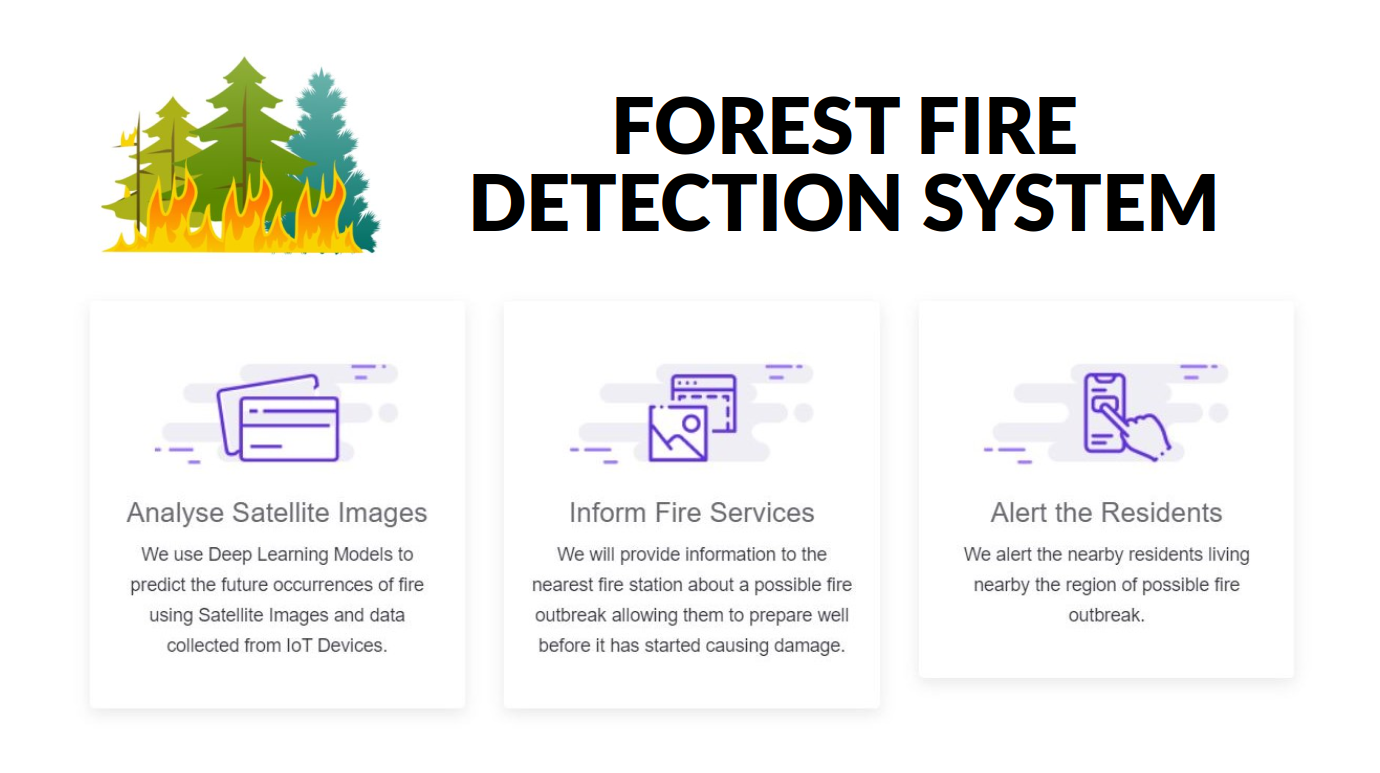 FOREST FIRE
DETECTION SYSTEM
Analyse Satellite Images
We use Deep Learning Models to
predict the future occurrences of fire
using Satellite Images and data
collected from IoT Devices.
Inform Fire Services
We will provide information to the
nearest fire station about a possible fire
outbreak allowing them to prepare well
before it has started causing damage.
Alert the Residents
We alert the nearby residents living
nearby the region of possible fire
outbreak.